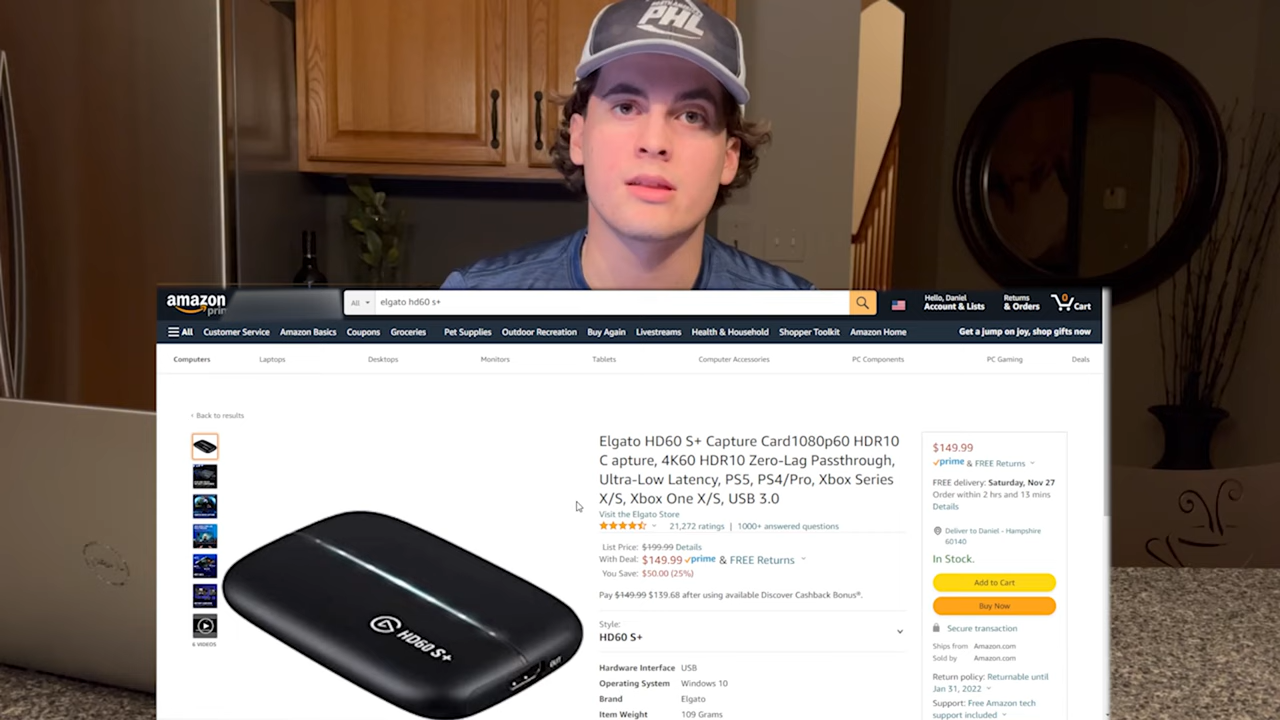 PHL
amazon
prime
All
elgato hd60 s+
Hello, Daniel
Account & Lists
Returns
& Orders
0
Cart
All Customer Service Amazon Basics Coupons Groceries Pet Supplies Outdoor Recreation Buy Again Livestreams Health & Household Shopper Toolkit Amazon Home Get a jump on joy, shop gifts now
Computers Laptops Desktops Monitors Tablets Computer Accessories PC Components PC Gaming Deals
‹ Back to results
Elgato HD60 S+ Capture Card1080p60 HDR10
C apture, 4K60 HDR10 Zero-Lag Passthrough,
Ultra-Low Latency, PS5, PS4/Pro, Xbox Series
X/S, Xbox One X/S, USB 3.0
Visit the Elgato Store
21,272 ratings | 1000+ answered questions
List Price: $199.99 Details
With Deal: $149.99 prime & FREE Returns
You Save: $50.00 (25%)
Pay $149.99 $139.68 after using available Discover Cashback Bonus®.
Style:
HD60 S+
Hardware Interface USB
Operating System Windows 10
Brand Elgato
Item Weight 109 Grams
6 VIDEOS
HD60 S+
OUT
$149.99
prime & FREE Returns
FREE delivery: Saturday, Nov 27
Order within 2 hrs and 13 mins
Details
Deliver to Daniel - Hampshire
60140
In Stock.
Add to Cart
Buy Now
Secure transaction
Ships from Amazon.com
Sold by Amazon.com
Return policy: Returnable until
Jan 31, 2022
Support: Free Amazon tech
support included